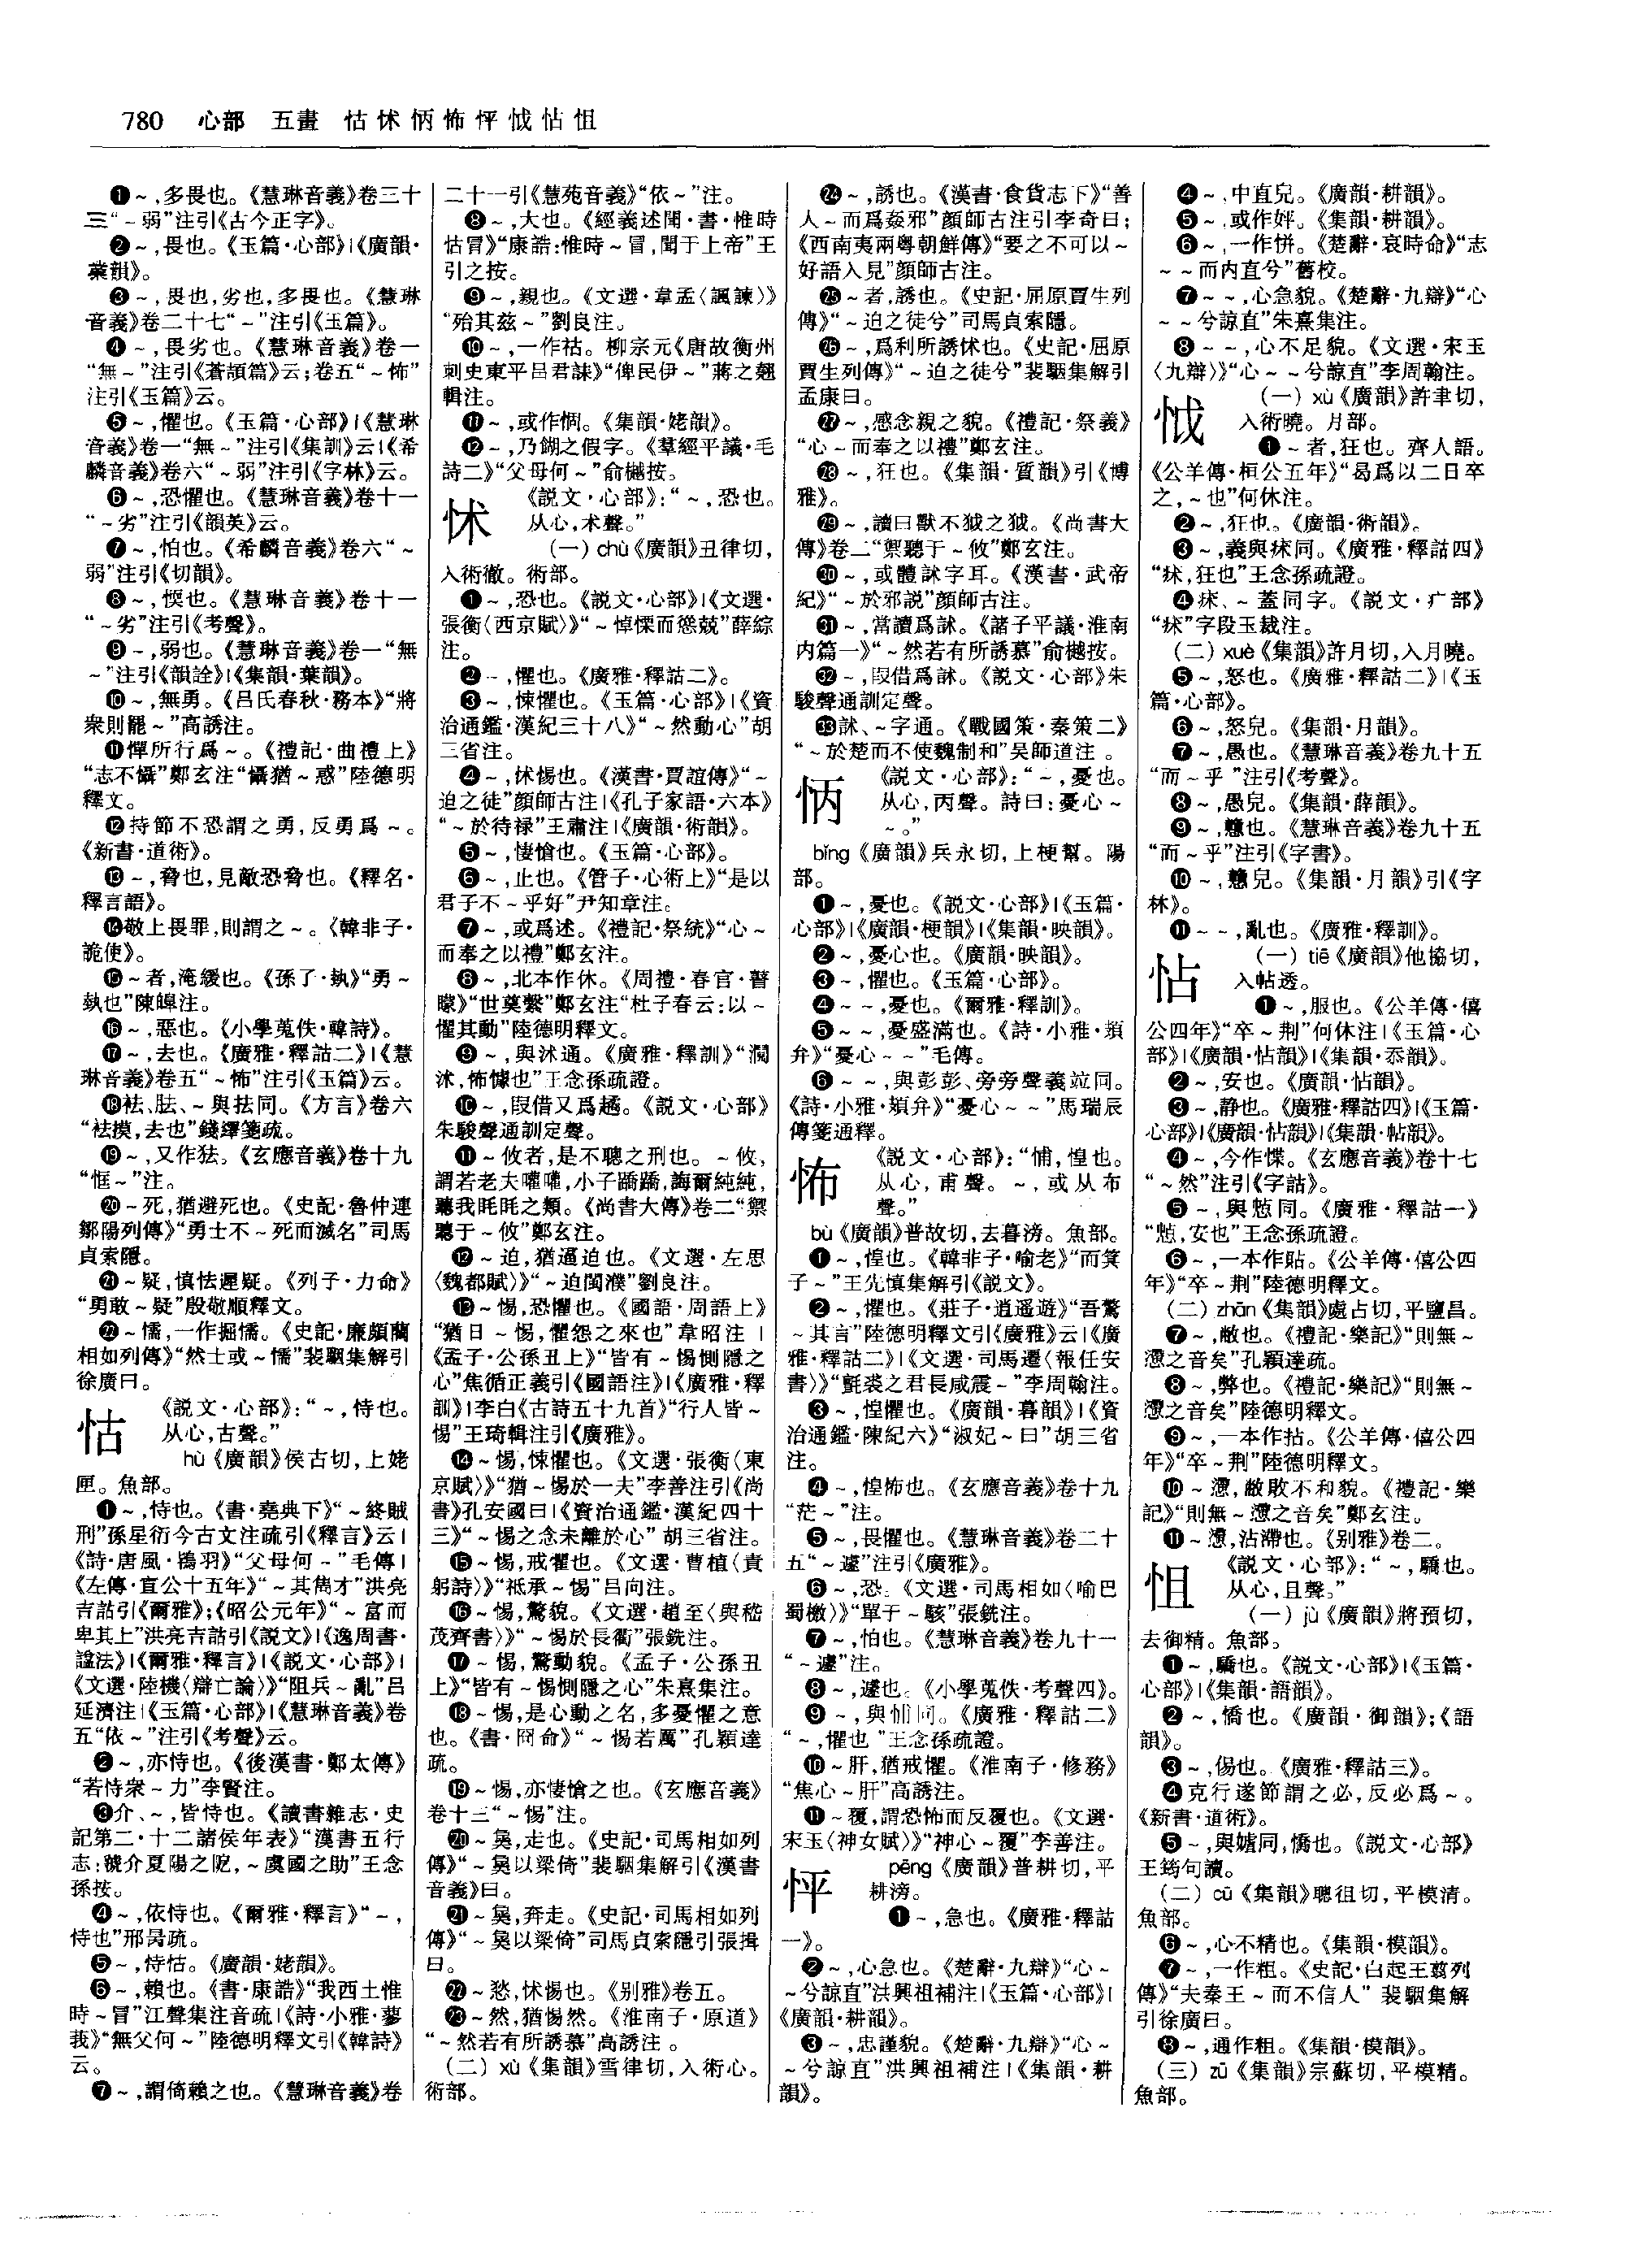 780 心部 五畫 怙怵怲怖怦怴怗怚
❶～,多畏也。《慧琳音義》卷三十
三“～弱”注引《古今正字》。
❷～,畏也。《玉篇·心部》|《廣韻·
業韻》。
❸～,畏也,劣也,多畏也。《慧琳
音義》卷二十七“～”注引《玉篇》。
❹～,畏劣也。《慧琳音義》卷一
“無～”注引《蒼頡篇》云;卷五“～怖”
注引《玉篇》云。
❺～,懼也。《玉篇·心部》|《慧琳
音義》卷一“無～”注引《集訓》云|《希
麟音義》卷六“～弱”注引《字林》云。
❻～,恐懼也。《慧琳音義》卷十一
“～劣”注引《韻英》云。
❼～,怕也。《希麟音義》卷六“～
弱”注引《切韻》。
❽～,愞也。《慧琳音義》卷十一
“～劣”注引《考聲》。
❾～,弱也。《慧琳音義》卷一“無
～”注引《韻詮》|《集韻·葉韻》。
❿～,無勇。《吕氏春秋·務本》“將
衆則罷～”高誘注。
⓫憚所行爲～。《禮記·曲禮上》
“志不懾”鄭玄注“懾猶～惑”陸德明
釋文。
⓬持節不恐謂之勇,反勇爲～。
《新書·道術》。
⓭～,脅也,見敵恐脅也。《釋名·
釋言語》。
⓮敬上畏罪,則謂之～。《韓非子·
詭使》。
⓯～者,淹緩也。《孫子·執》“勇～
執也”陳皞注。
⓰～,惡也。《小學蒐佚·韓詩》。
⓱～,去也。《廣雅·釋詁二》|《慧
琳音義》卷五“～怖”注引《玉篇》云。
⓲袪、胠、～與抾同。《方言》卷六
“袪摸,去也”錢繹箋疏。
⓳～,又作㹤。《玄應音義》卷十九
“恇～”注。
⓴～死,猶避死也。《史記·魯仲連
鄒陽列傳》“勇士不～死而滅名”司馬
貞索隱。
㉑～疑,慎怯遲疑。《列子·力命》
“勇敢～疑”殷敬順釋文。
㉒～懦,一作掘懦。《史記·廉頗藺
相如列傳》“然士或～懦”裴駰集解引
徐廣曰。
怙
《説文·心部》:“～,恃也。
从心,古聲。”
hù《廣韻》侯古切,上姥
匣。魚部。
❶～,恃也。《書·堯典下》“～終賊
刑”孫星衍今古文注疏引《釋言》云|
《詩·唐風·鴇羽》“父母何～”毛傳|
《左傳·宣公十五年》“～其儁才”洪亮
吉詁引《爾雅》;《昭公元年》“～富而
卑其上”洪亮吉詁引《説文》|《逸周書·
諡法》|《爾雅·釋言》|《説文·心部》|
《文選·陸機〈辯亡論〉》“阻兵～亂”吕
延濟注|《玉篇·心部》|《慧琳音義》卷
五“依～”注引《考聲》云。
❷～,亦恃也。《後漢書·鄭太傳》
“若恃衆～力”李賢注。
❸介、～,皆恃也。《讀書雜志·史
記第二·十二諸侯年表》“漢書五行
志:虢介夏陽之阸,～虞國之助”王念
孫按。
❹～,依恃也。《爾雅·釋言》“～,
恃也”邢昺疏。
❺～,恃怙。《廣韻·姥韻》。
❻～,賴也。《書·康誥》“我西土惟
時～冒”江聲集注音疏|《詩·小雅·蓼
莪》“無父何～”陸德明釋文引《韓詩》
云。
❼～,謂倚賴之也。《慧琳音義》卷
二十一引《慧苑音義》“依～”注。
❽～,大也。《經義述聞·書·惟時
怙冒》“康誥:惟時～冒,聞于上帝”王
引之按。
❾～,親也。《文選·韋孟〈諷諫〉》
“殆其兹～”劉良注。
❿～,一作祜。柳宗元《唐故衡州
刺史東平吕君誄》“俾民伊～”蔣之翹
輯注。
⓫～,或作㤱。《集韻·姥韻》。
⓬～,乃餬之假字。《羣經平議·毛
詩二》“父母何～”俞樾按。
怵
《説文·心部》:“～,恐也。
从心,术聲。”
(一) chù《廣韻》丑律切,
入術徹。術部。
❶～,恐也。《説文·心部》|《文選·
張衡〈西京賦〉》“～悼慄而慫兢”薛綜
注。
❷～,懼也。《廣雅·釋詁二》。
❸～,悚懼也。《玉篇·心部》|《資
治通鑑·漢紀三十八》“～然動心”胡
三省注。
❹～,怵惕也。《漢書·賈誼傳》“～
迫之徒”顔師古注|《孔子家語·六本》
“～於待禄”王肅注|《廣韻·術韻》。
❺～,悽愴也。《玉篇·心部》。
❻～,止也。《管子·心術上》“是以
君子不～乎好”尹知章注。
❼～,或爲述。《禮記·祭統》“心～
而奉之以禮”鄭玄注。
❽～,北本作休。《周禮·春官·瞽
矇》“世奠繫”鄭玄注“杜子春云:以～
懼其動”陸德明釋文。
❾～,與沭通。《廣雅·釋訓》“㵝
沭,怖懅也”王念孫疏證。
❿～,叚借又爲趏。《説文·心部》
朱駿聲通訓定聲。
⓫～攸者,是不聰之刑也。～攸,
謂若老夫嚾嚾,小子蹻蹻,誨爾純純,
聽我眊眊之類。《尚書大傳》卷二“禦
聽于～攸”鄭玄注。
⓬～迫,猶逼迫也。《文選·左思
〈魏都賦〉》“～迫閩濮”劉良注。
⓭～惕,恐懼也。《國語·周語上》
“猶日～惕,懼怨之來也”韋昭注|
《孟子·公孫丑上》“皆有～惕惻隱之
心”焦循正義引《國語注》|《廣雅·釋
訓》|李白《古詩五十九首》“行人皆～
惕”王琦輯注引《廣雅》。
⓮～惕,悚懼也。《文選·張衡〈東
京賦〉》“猶～惕於一夫”李善注引《尚
書》孔安國曰|《資治通鑑·漢紀四十
三》“～惕之念未離於心”胡三省注。
⓯～惕,戒懼也。《文選·曹植〈責
躬詩〉》“祗承～惕”吕向注。
⓰～惕,驚貌。《文選·趙至〈與嵇
茂齊書〉》“～惕於長衢”張銑注。
⓱～惕,驚動貌。《孟子·公孫丑
上》“皆有～惕惻隱之心”朱熹集注。
⓲～惕,是心動之名,多憂懼之意
也。《書·冏命》“～惕若厲”孔穎達
疏。
⓳～惕,亦悽愴之也。《玄應音義》
卷十三“～惕”注。
⓴～㚟,走也。《史記·司馬相如列
傳》“～㚟以梁倚”裴駰集解引《漢書
音義》曰。
㉑～㚟,奔走。《史記·司馬相如列
傳》“～㚟以梁倚”司馬貞索隱引張揖
曰。
㉒～愁,怵惕也。《别雅》卷五。
㉓～然,猶惕然。《淮南子·原道》
“～然若有所誘慕”高誘注。
(二) xù《集韻》雪律切,入術心。
術部。
㉔～,誘也。《漢書·食貨志下》“善
人～而爲姦邪”顔師古注引李奇曰;
《西南夷兩粤朝鮮傳》“要之不可以～
好語入見”顔師古注。
㉕～者,誘也。《史記·屈原賈生列
傳》“～迫之徒兮”司馬貞索隱。
㉖～,爲利所誘怵也。《史記·屈原
賈生列傳》“～迫之徒兮”裴駰集解引
孟康曰。
㉗～,感念親之貌。《禮記·祭義》
“心～而奉之以禮”鄭玄注。
㉘～,狂也。《集韻·質韻》引《博
雅》。
㉙～,讀曰獸不狘之狘。《尚書大
傳》卷二“禦聽于～攸”鄭玄注。
㉚～,或體訹字耳。《漢書·武帝
紀》“～於邪説”顔師古注。
㉛～,當讀爲訹。《諸子平議·淮南
内篇一》“～然若有所誘慕”俞樾按。
㉜～,叚借爲訹。《説文·心部》朱
駿聲通訓定聲。
㉝訹、～字通。《戰國策·秦策二》
“～於楚而不使魏制和”吴師道注。
怲
《説文·心部》:“～,憂也。
从心,丙聲。詩曰:憂心～
～。”
bǐng《廣韻》兵永切,上梗幫。陽
部。
❶～,憂也。《説文·心部》|《玉篇·
心部》|《廣韻·梗韻》|《集韻·映韻》。
❷～,憂心也。《廣韻·映韻》。
❸～,懼也。《玉篇·心部》。
❹～～,憂也。《爾雅·釋訓》。
❺～～,憂盛滿也。《詩·小雅·頍
弁》“憂心～～”毛傳。
❻～～,與彭彭、旁旁聲義竝同。
《詩·小雅·頍弁》“憂心～～”馬瑞辰
傳箋通釋。
怖
《説文·心部》:“悑,惶也。
从心,甫聲。～,或从布
聲。”
bù《廣韻》普故切,去暮滂。魚部。
❶～,惶也。《韓非子·喻老》“而箕
子～”王先慎集解引《説文》。
❷～,懼也。《莊子·逍遥遊》“吾驚
～其言”陸德明釋文引《廣雅》云|《廣
雅·釋詁二》|《文選·司馬遷〈報任安
書〉》“氈裘之君長咸震～”李周翰注。
❸～,惶懼也。《廣韻·暮韻》|《資
治通鑑·陳紀六》“淑妃～曰”胡三省
注。
❹～,惶怖也。《玄應音義》卷十九
“茫～”注。
❺～,畏懼也。《慧琳音義》卷二十
五“～遽”注引《廣雅》。
❻～,恐。《文選·司馬相如〈喻巴
蜀檄〉》“單于～駭”張銑注。
❼～,怕也。《慧琳音義》卷九十一
“～遽”注。
❽～,遽也。《小學蒐佚·考聲四》。
❾～,與悑同。《廣雅·釋詁二》
“～,懼也”王念孫疏證。
❿～肝,猶戒懼。《淮南子·修務》
“焦心～肝”高誘注。
⓫～覆,謂恐怖而反覆也。《文選·
宋玉〈神女賦〉》“神心～覆”李善注。
怦
pēng《廣韻》普耕切,平
耕滂。
❶～,急也。《廣雅·釋詁
一》。
❷～,心急也。《楚辭·九辯》“心～
～兮諒直”洪興祖補注|《玉篇·心部》|
《廣韻·耕韻》。
❸～,忠謹貌。《楚辭·九辯》“心～
～兮諒直”洪興祖補注|《集韻·耕
韻》。
❹～,中直皃。《廣韻·耕韻》。
❺～,或作姘。《集韻·耕韻》。
❻～,一作恲。《楚辭·哀時命》“志
～～而内直兮”舊校。
❼～～,心急貌。《楚辭·九辯》“心
～～兮諒直”朱熹集注。
❽～～,心不足貌。《文選·宋玉
〈九辯〉》“心～～兮諒直”李周翰注。
怴
(一) xù《廣韻》許聿切,
入術曉。月部。
❶～者,狂也。齊人語。
《公羊傳·桓公五年》“曷爲以二日卒
之,～也”何休注。
❷～,狂也。《廣韻·術韻》。
❸～,義與㾜同。《廣雅·釋詁四》
“㾜,狂也”王念孫疏證。
❹㾜、～蓋同字。《説文·疒部》
“㾜”字段玉裁注。
(二) xuè《集韻》許月切,入月曉。
❺～,怒也。《廣雅·釋詁二》|《玉
篇·心部》。
❻～,怒皃。《集韻·月韻》。
❼～,愚也。《慧琳音義》卷九十五
“而～乎”注引《考聲》。
❽～,愚皃。《集韻·薛韻》。
❾～,戆也。《慧琳音義》卷九十五
“而～乎”注引《字書》。
❿～,戆皃。《集韻·月韻》引《字
林》。
⓫～～,亂也。《廣雅·釋訓》。
怗
(一) tiē《廣韻》他協切,
入帖透。
❶～,服也。《公羊傳·僖
公四年》“卒～荆”何休注|《玉篇·心
部》|《廣韻·怗韻》|《集韻·忝韻》。
❷～,安也。《廣韻·怗韻》。
❸～,静也。《廣雅·釋詁四》|《玉篇·
心部》|《廣韻·怗韻》|《集韻·帖韻》。
❹～,今作惵。《玄應音義》卷十七
“～然”注引《字詁》。
❺～,與㤴同。《廣雅·釋詁一》
“㤴,安也”王念孫疏證。
❻～,一本作貼。《公羊傳·僖公四
年》“卒～荆”陸德明釋文。
(二) zhān《集韻》處占切,平鹽昌。
❼～,敝也。《禮記·樂記》“則無～
懘之音矣”孔穎達疏。
❽～,弊也。《禮記·樂記》“則無～
懘之音矣”陸德明釋文。
❾～,一本作拈。《公羊傳·僖公四
年》“卒～荆”陸德明釋文。
❿～懘,敝敗不和貌。《禮記·樂
記》“則無～懘之音矣”鄭玄注。
⓫～懘,沾滯也。《别雅》卷二。
怚
《説文·心部》:“～,驕也。
从心,且聲。”
(一) jù《廣韻》將預切,
去御精。魚部。
❶～,驕也。《説文·心部》|《玉篇·
心部》|《集韻·語韻》。
❷～,憍也。《廣韻·御韻》;《語
韻》。
❸～,㑥也。《廣雅·釋詁三》。
❹克行遂節謂之必,反必爲～。
《新書·道術》。
❺～,與嫭同,憍也。《説文·心部》
王筠句讀。
(二) cū《集韻》聰徂切,平模清。
魚部。
❻～,心不精也。《集韻·模韻》。
❼～,一作粗。《史記·白起王翦列
傳》“夫秦王～而不信人”裴駰集解
引徐廣曰。
❽～,通作粗。《集韻·模韻》。
(三) zū《集韻》宗蘇切,平模精。
魚部。